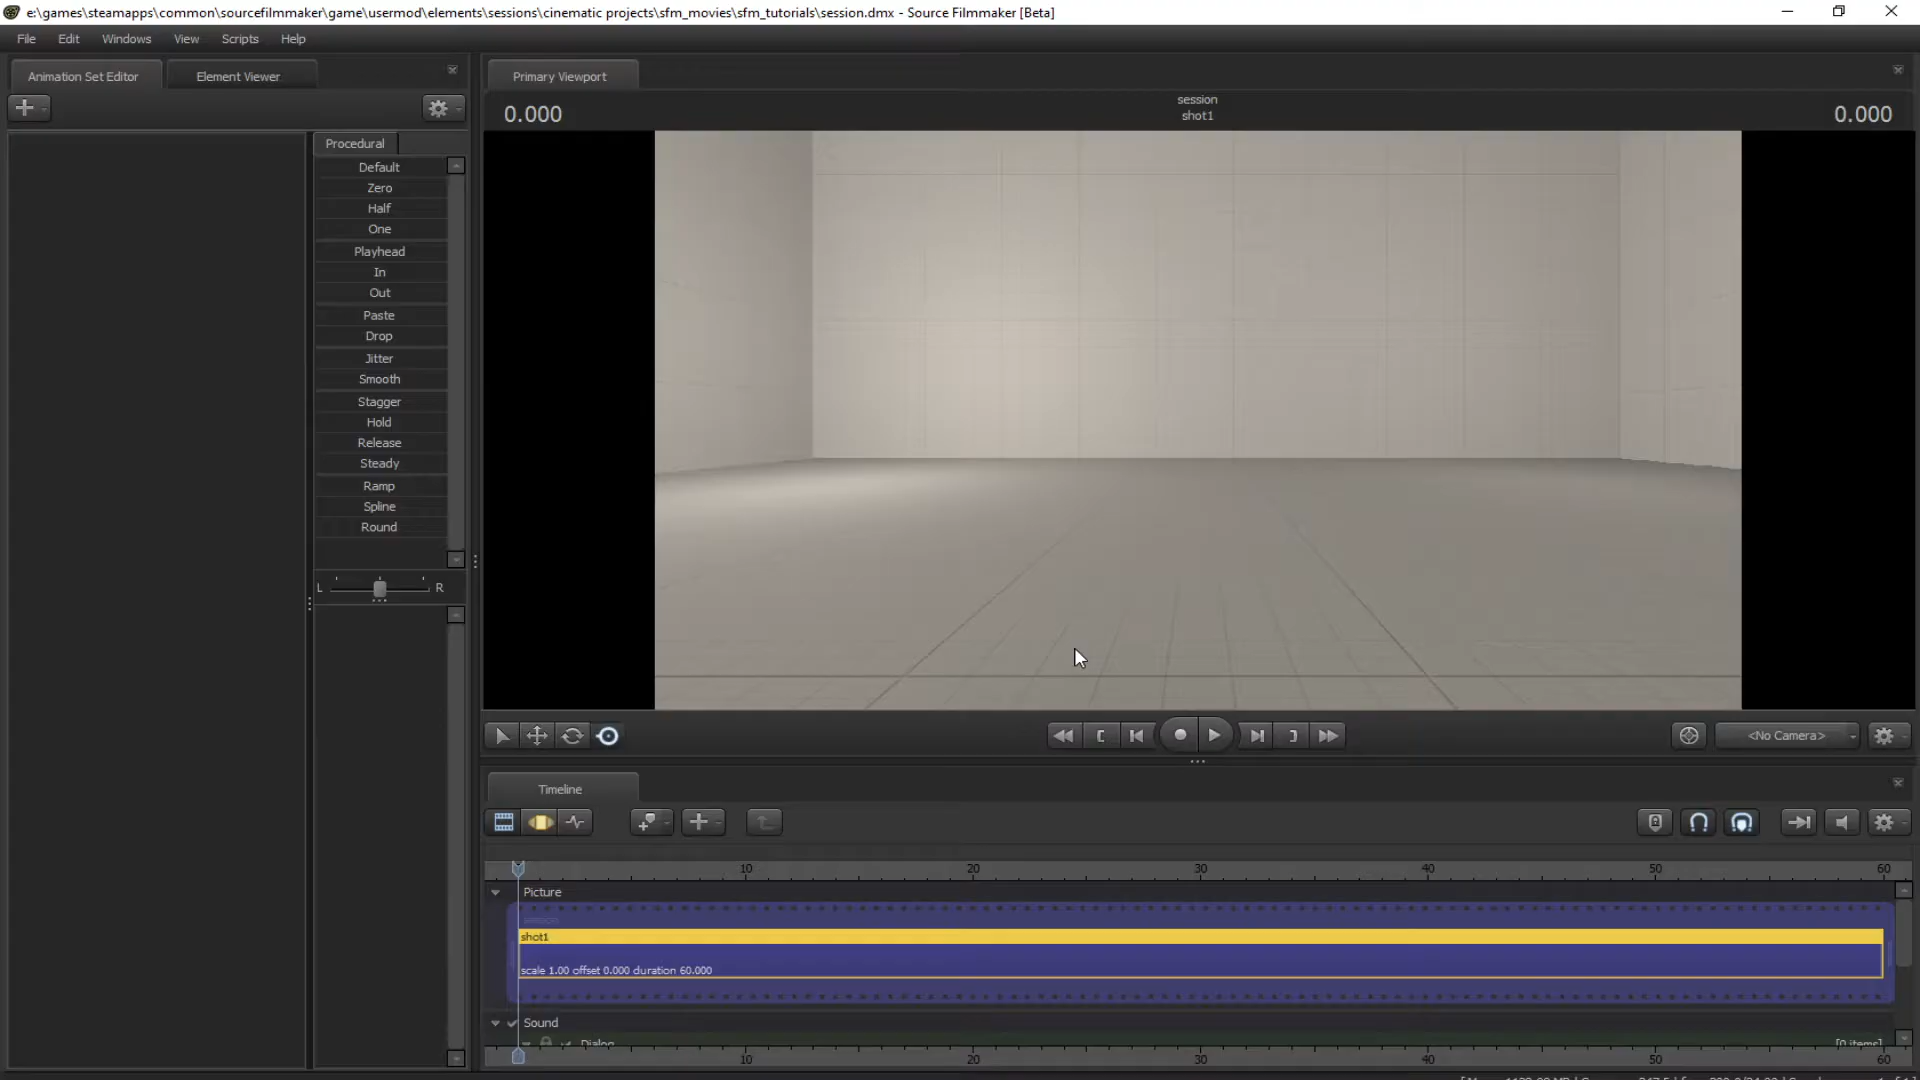 e:\games\steamapps\common\sourcefilmmaker\game\usermod\elements\sessions\cinematic projects\sfm_movies\sfm_tutorials\session.dmx - Source Filmmaker [Beta]
File Edit Windows View Scripts Help
Animation Set Editor Element Viewer
Primary Viewport
0.000
session
shot1
0.000
Procedural
Default
Zero
Half
One
Playhead
In
Out
Paste
Drop
Jitter
Smooth
Stagger
Hold
Release
Steady
Ramp
Spline
Round
L R
<No Camera>
Timeline
10 20 30 40 50 60
Picture
session
shot1
scale 1.00 offset 0.000 duration 60.000
Sound
Dialog
[0 items]
10 20 30 40 50 60